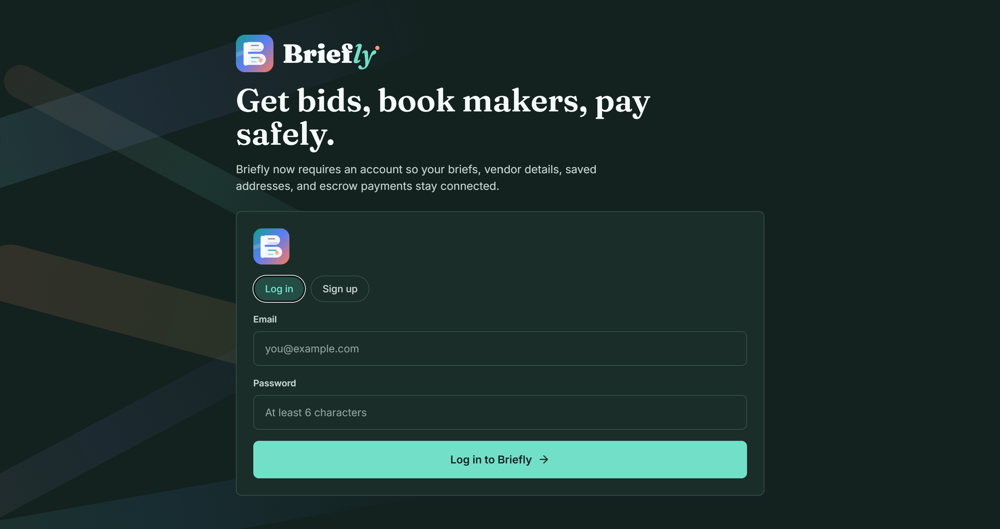 Briefly
Get bids, book makers, pay
safely.
Briefly now requires an account so your briefs, vendor details, saved
addresses, and escrow payments stay connected.
Log in
Sign up
Email
you@example.com
Password
At least 6 characters
Log in to Briefly →